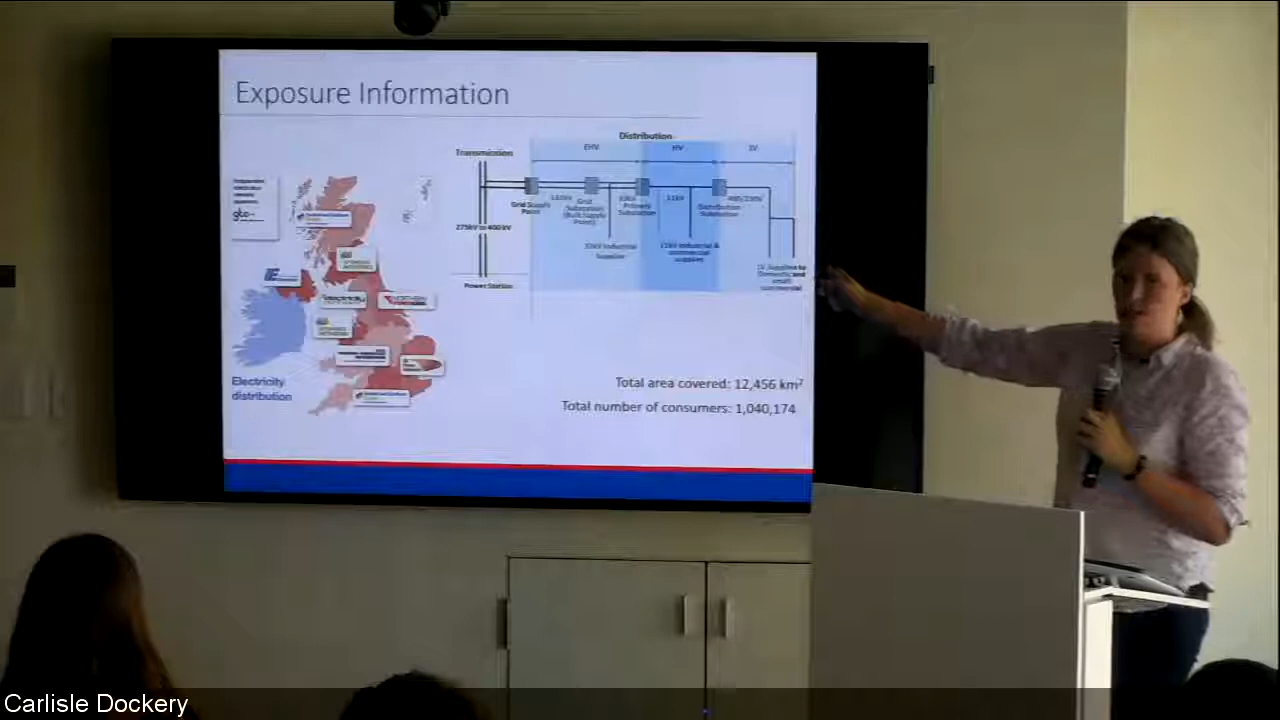 Exposure Information
Distribution
EHV
HV
LV
Transmission
Grid Supply
Point
132kV
Grid
Substation
(Bulk Supply
Point)
33kV
Primary
Substation
11kV
Distribution
Substation
400/230V
275kV to 400kV
33kV Industrial
Supplies
11kV Industrial &
commercial
supplies
LV Supplies to
Domestic and
small
commercial
Power Station
gtc
electricity
Electricity
distribution
Total area covered: 12,456 km²
Total number of consumers: 1,040,174
Carlisle Dockery